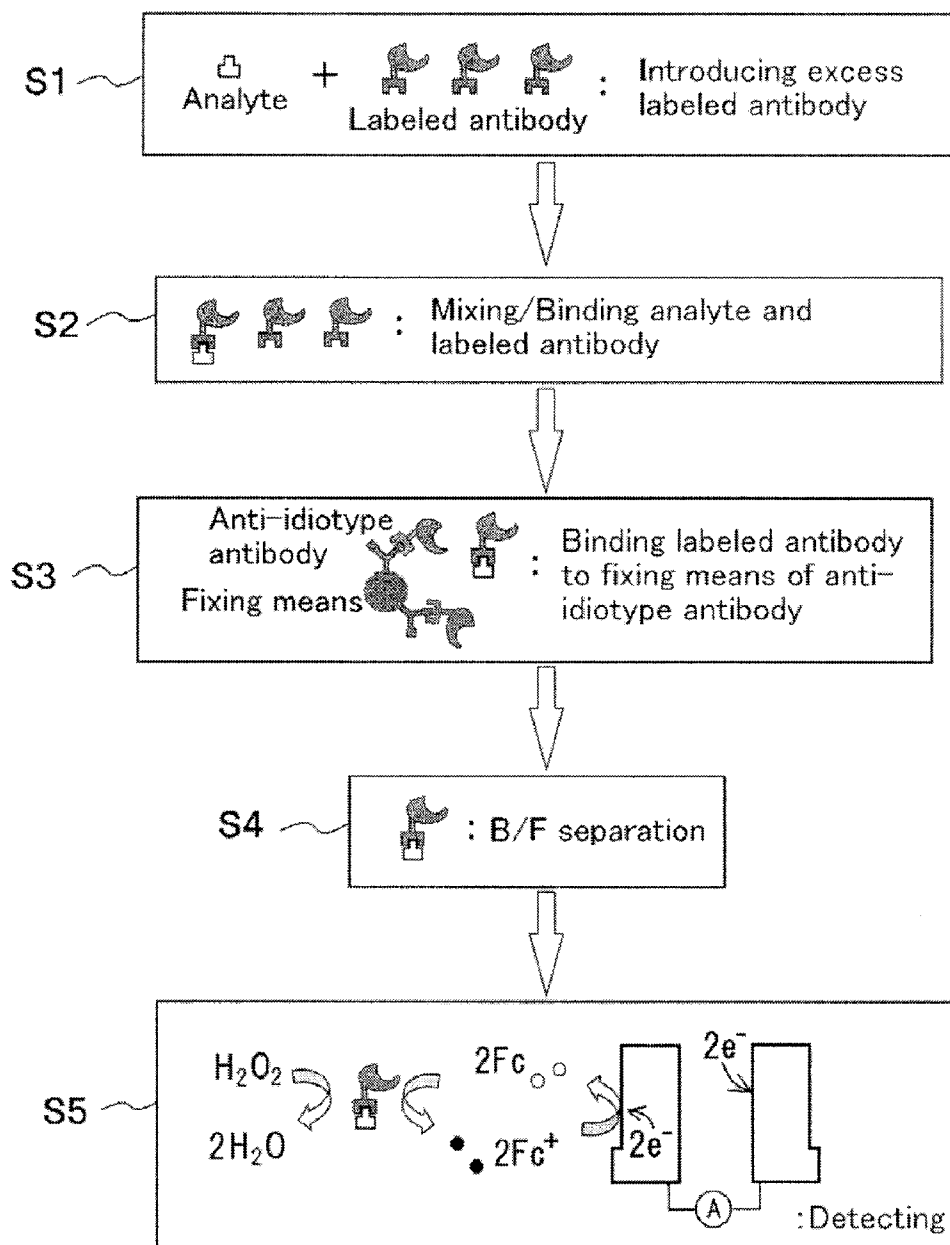 S1
Analyte
+
Labeled antibody
: Introducing excess
labeled antibody
S2
: Mixing/Binding analyte and
labeled antibody
S3
Anti-idiotype
antibody
Fixing means
: Binding labeled antibody
to fixing means of anti-
idiotype antibody
S4
: B/F separation
S5
H₂O₂
2H₂O
2Fc
2Fc⁺
2e⁻
2e⁻
A
:Detecting